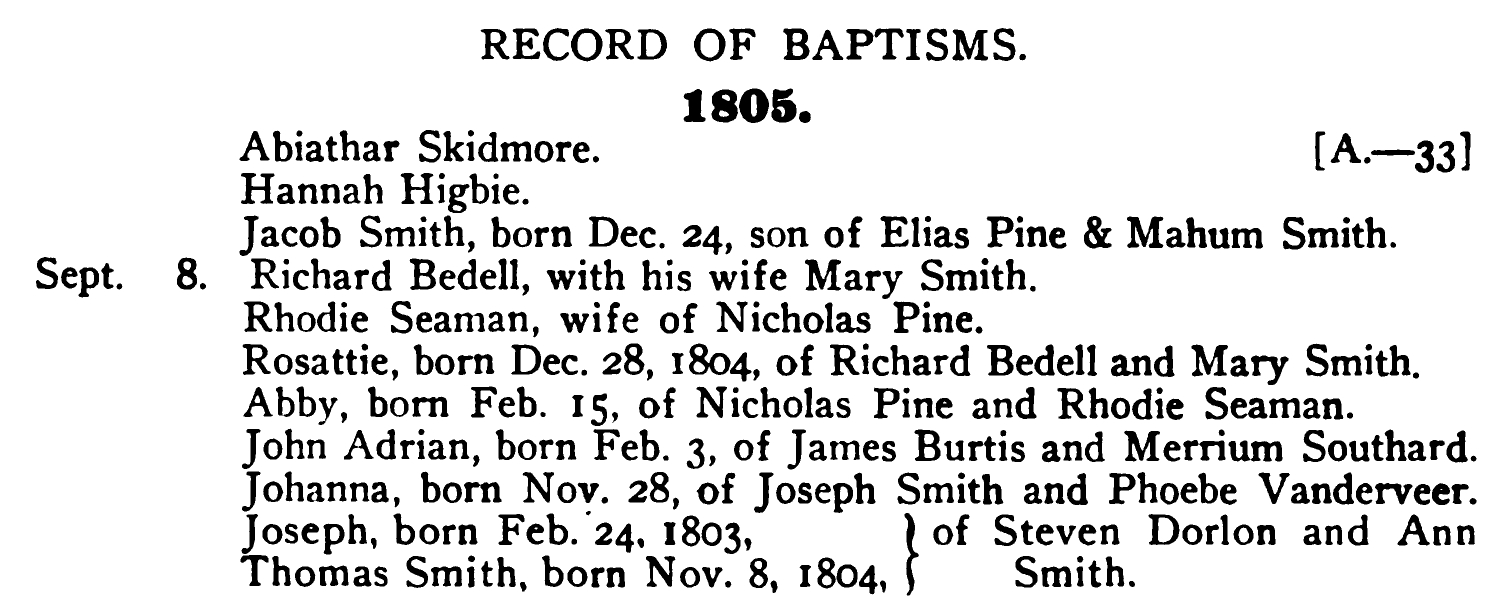 RECORD OF BAPTISMS.
1805.
Abiathar Skidmore. [A.—33]
Hannah Higbie.
Jacob Smith, born Dec. 24, son of Elias Pine & Mahum Smith.
Sept. 8. Richard Bedell, with his wife Mary Smith.
Rhodie Seaman, wife of Nicholas Pine.
Rosattie, born Dec. 28, 1804, of Richard Bedell and Mary Smith.
Abby, born Feb. 15, of Nicholas Pine and Rhodie Seaman.
John Adrian, born Feb. 3, of James Burtis and Merrium Southard.
Johanna, born Nov. 28, of Joseph Smith and Phoebe Vanderveer.
Joseph, born Feb. 24, 1803, } of Steven Dorlon and Ann
Thomas Smith, born Nov. 8, 1804, Smith.